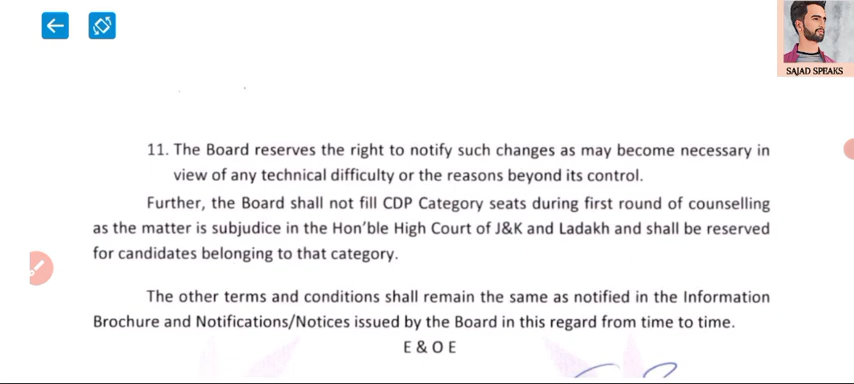 SAJAD SPEAKS
11. The Board reserves the right to notify such changes as may become necessary in
view of any technical difficulty or the reasons beyond its control.
Further, the Board shall not fill CDP Category seats during first round of counselling
as the matter is subjudice in the Hon'ble High Court of J&K and Ladakh and shall be reserved
for candidates belonging to that category.
The other terms and conditions shall remain the same as notified in the Information
Brochure and Notifications/Notices issued by the Board in this regard from time to time.
E & O E